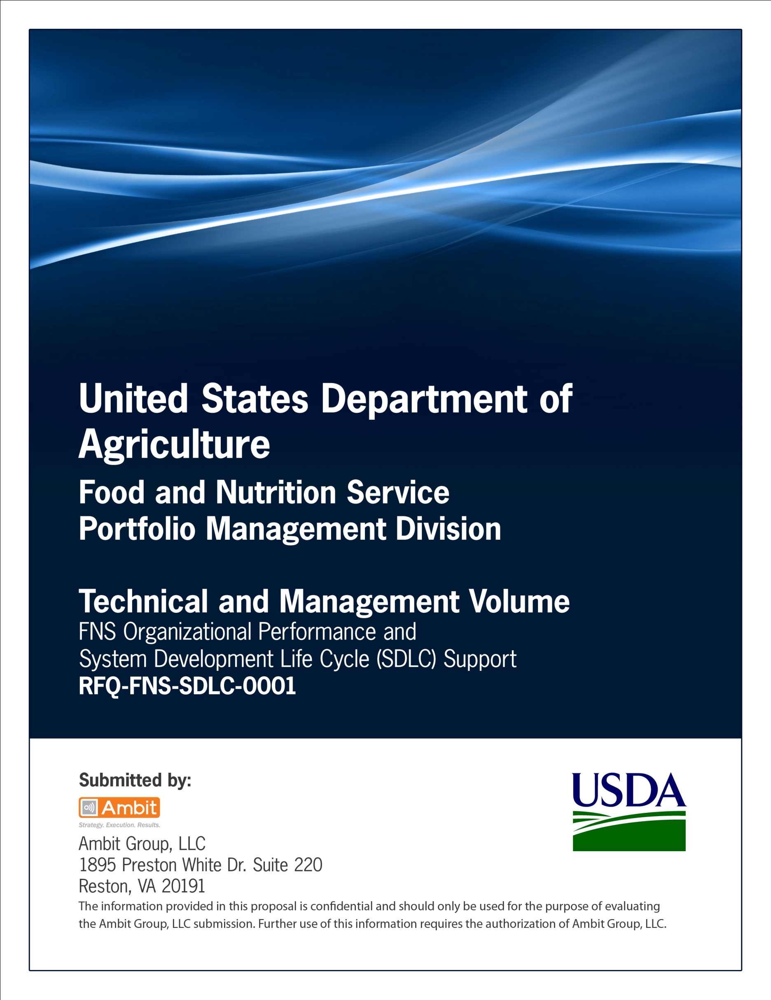 United States Department of
Agriculture
Food and Nutrition Service
Portfolio Management Division
Technical and Management Volume
FNS Organizational Performance and
System Development Life Cycle (SDLC) Support
RFQ-FNS-SDLC-0001
Submitted by:
Ambit
Strategy. Execution. Results.
USDA
Ambit Group, LLC
1895 Preston White Dr. Suite 220
Reston, VA 20191
The information provided in this proposal is confidential and should only be used for the purpose of evaluating
the Ambit Group, LLC submission. Further use of this information requires the authorization of Ambit Group, LLC.